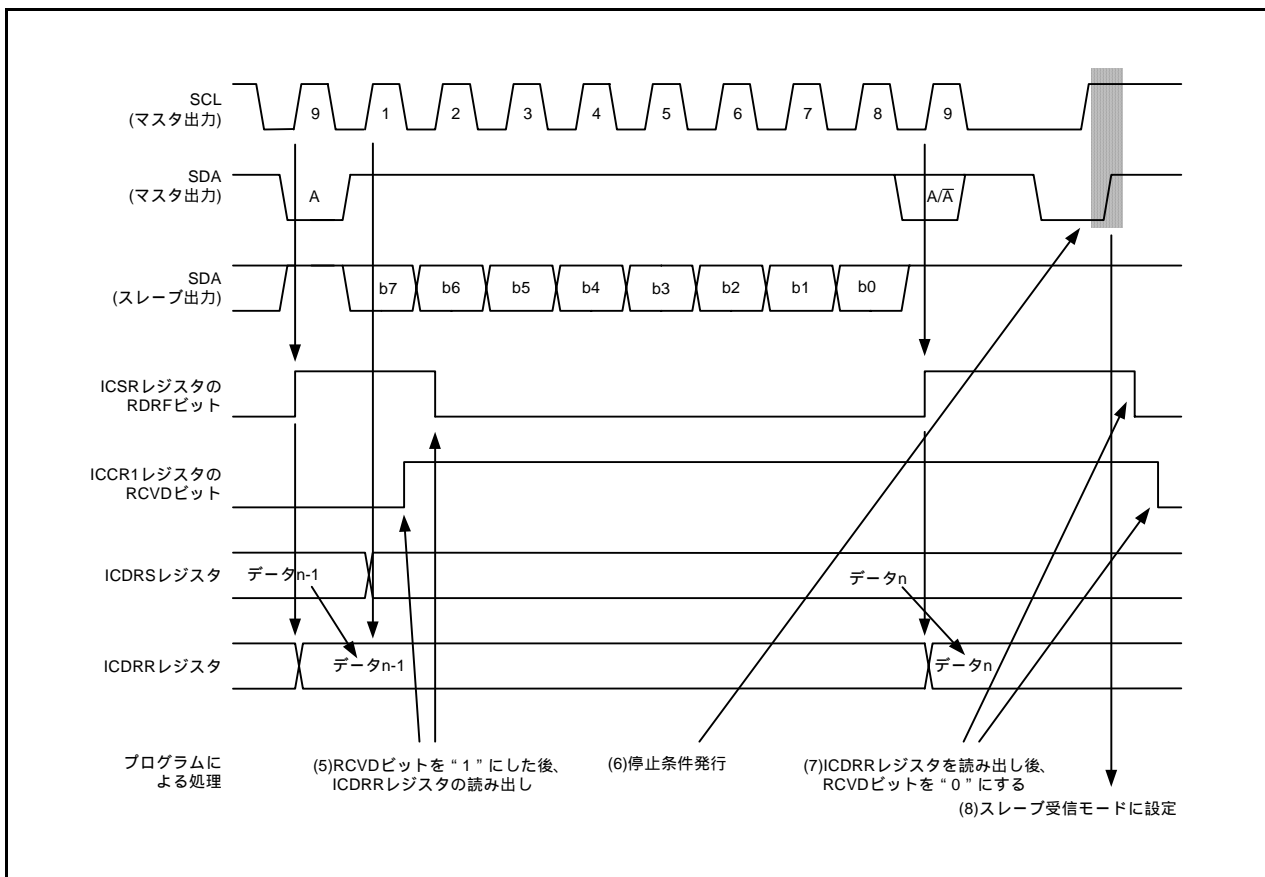 SCL
(マスタ出力)
9 1 2 3 4 5 6 7 8 9
SDA
(マスタ出力)
A A/A̅
SDA
(スレーブ出力)
b7 b6 b5 b4 b3 b2 b1 b0
ICSRレジスタの
RDRFビット
ICCR1レジスタの
RCVDビット
ICDRSレジスタ
データn-1 データn
ICDRRレジスタ
データn-1 データn
プログラムに
よる処理
(5)RCVDビットを“1”にした後、
ICDRRレジスタの読み出し
(6)停止条件発行
(7)ICDRRレジスタを読み出し後、
RCVDビットを“0”にする
(8)スレーブ受信モードに設定